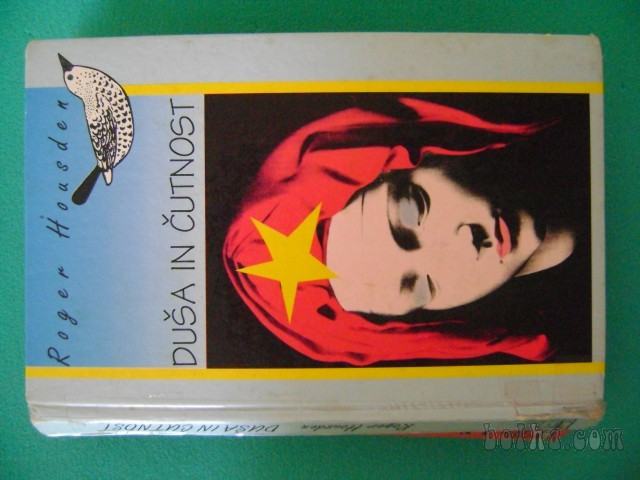 Roger Housden
DUŠA IN ČUTNOST
Roger Housden DUŠA IN ČUTNOST
bolha.com